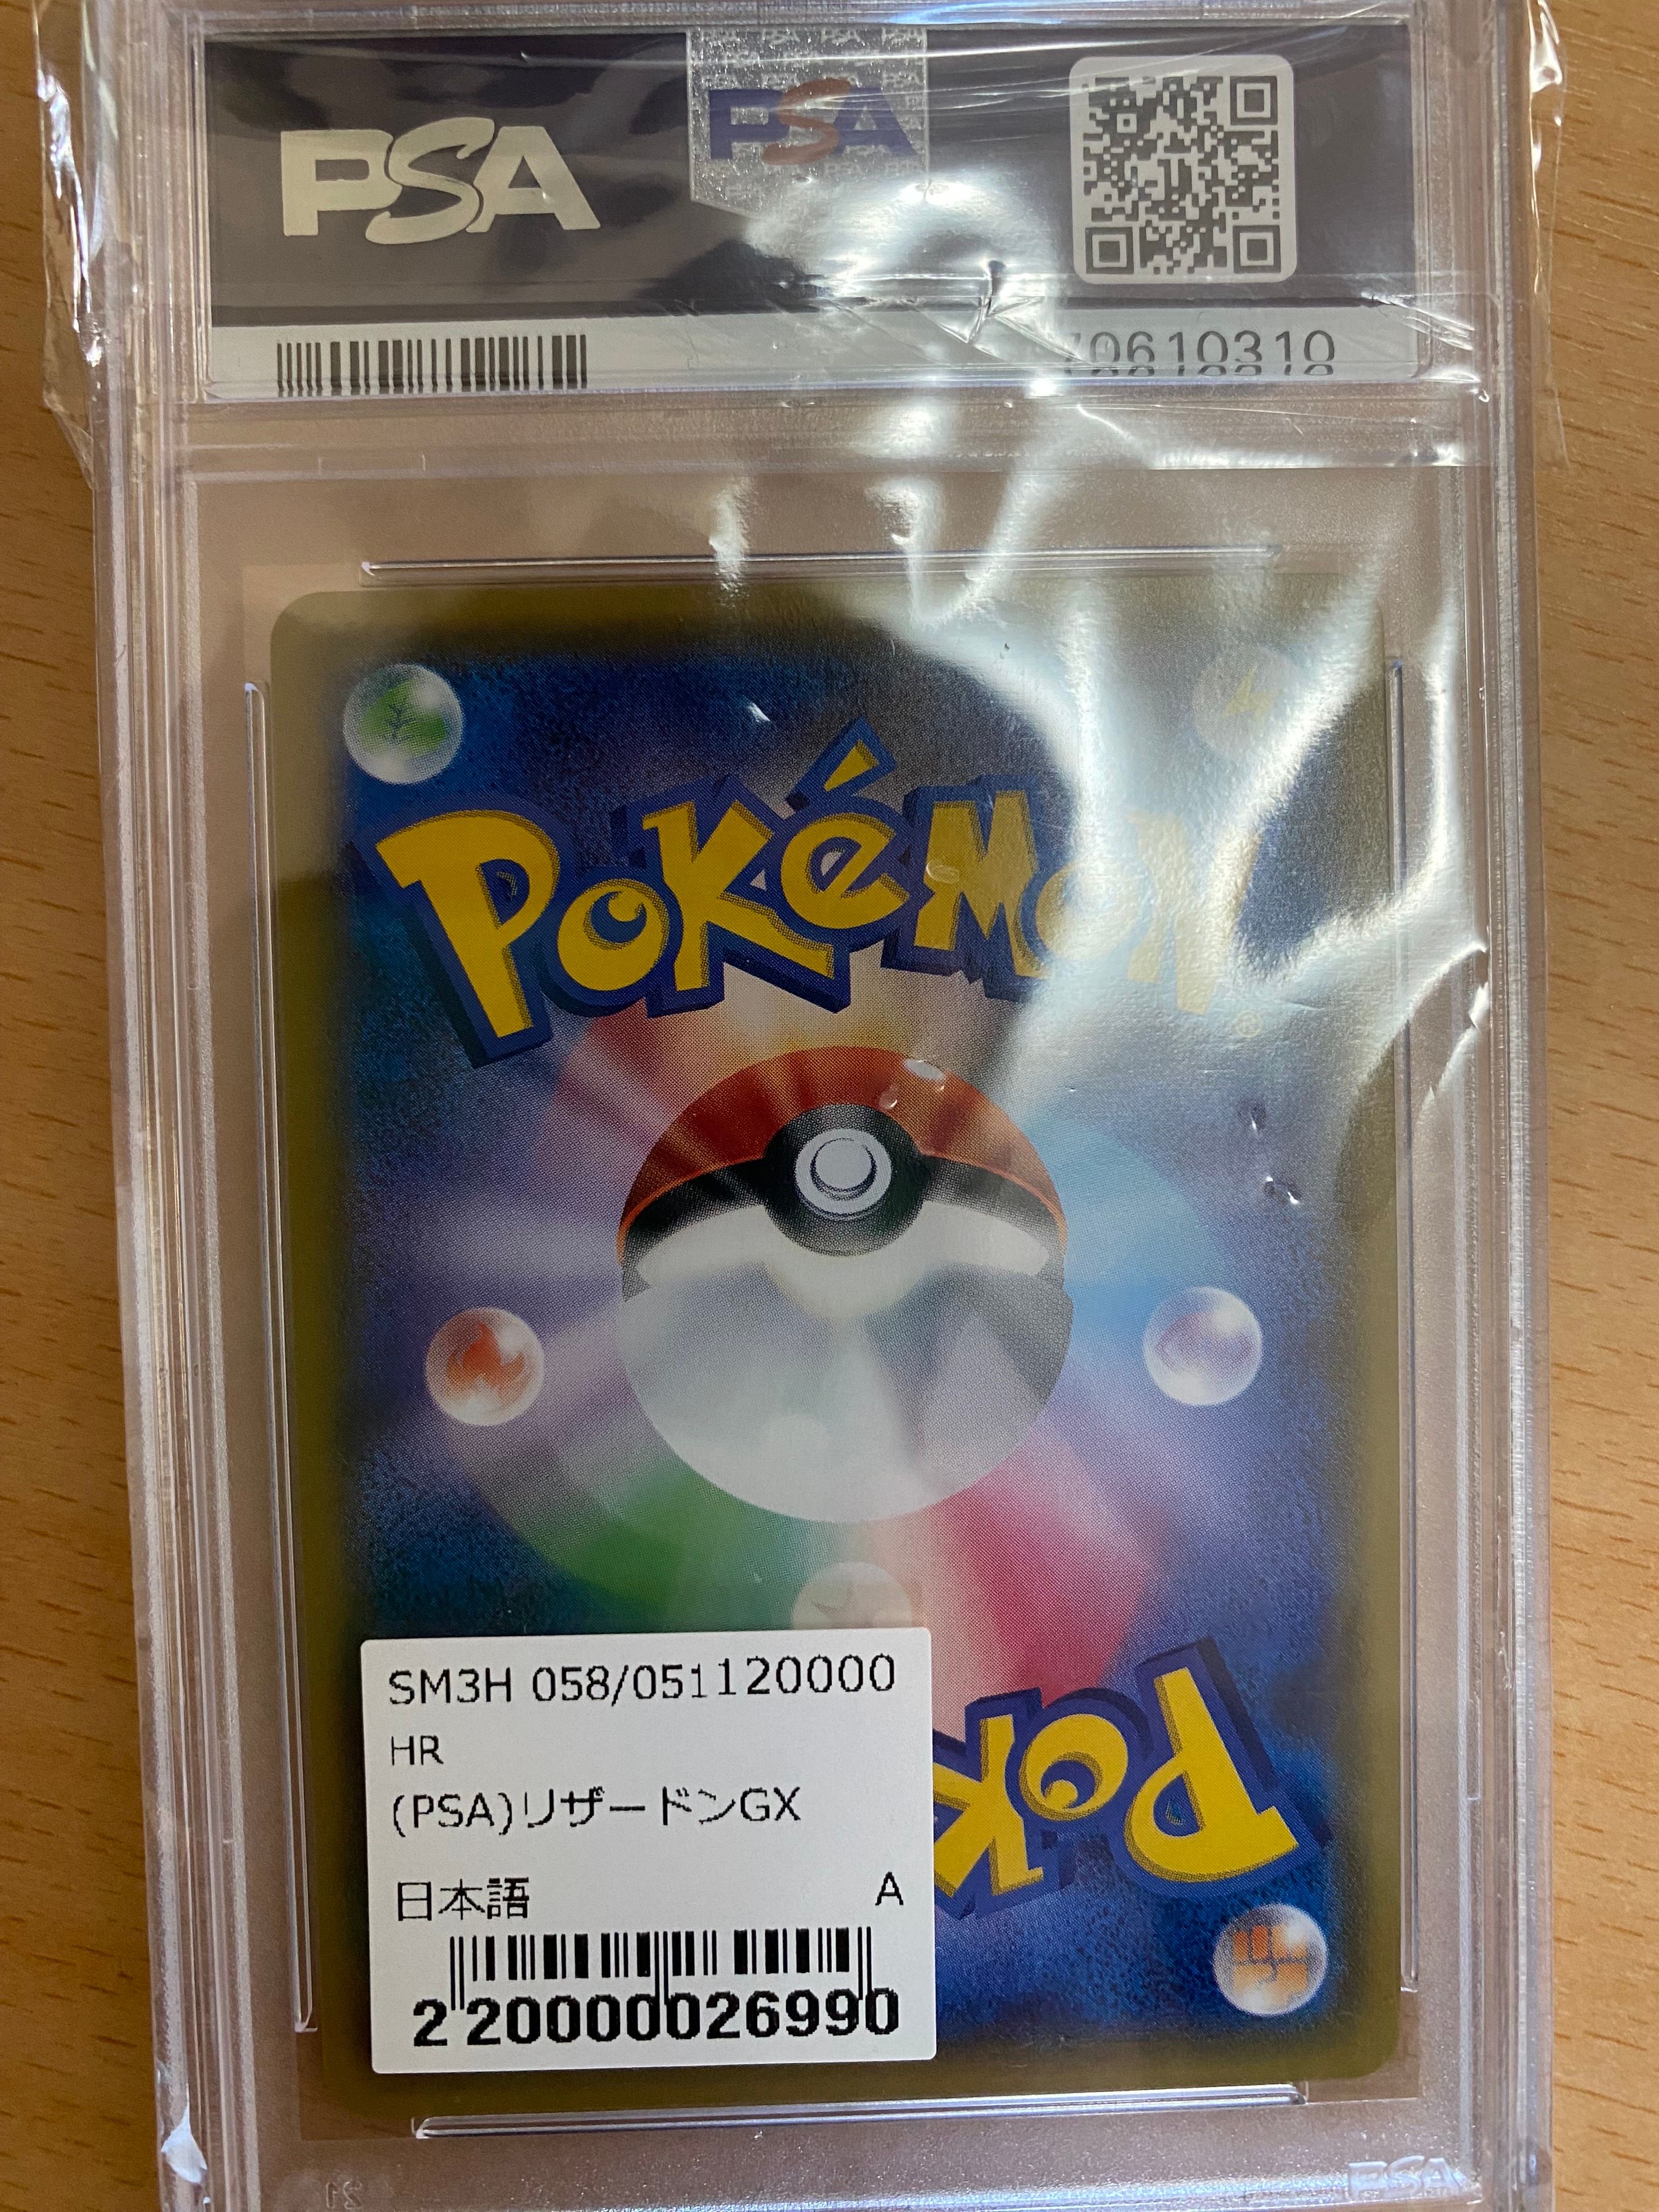 PSA
PSA
70610310
POKéMON
SM3H 058/051120000
HR
(PSA)リザードンGX
日本語 A
2 200000026990
POK
PSA